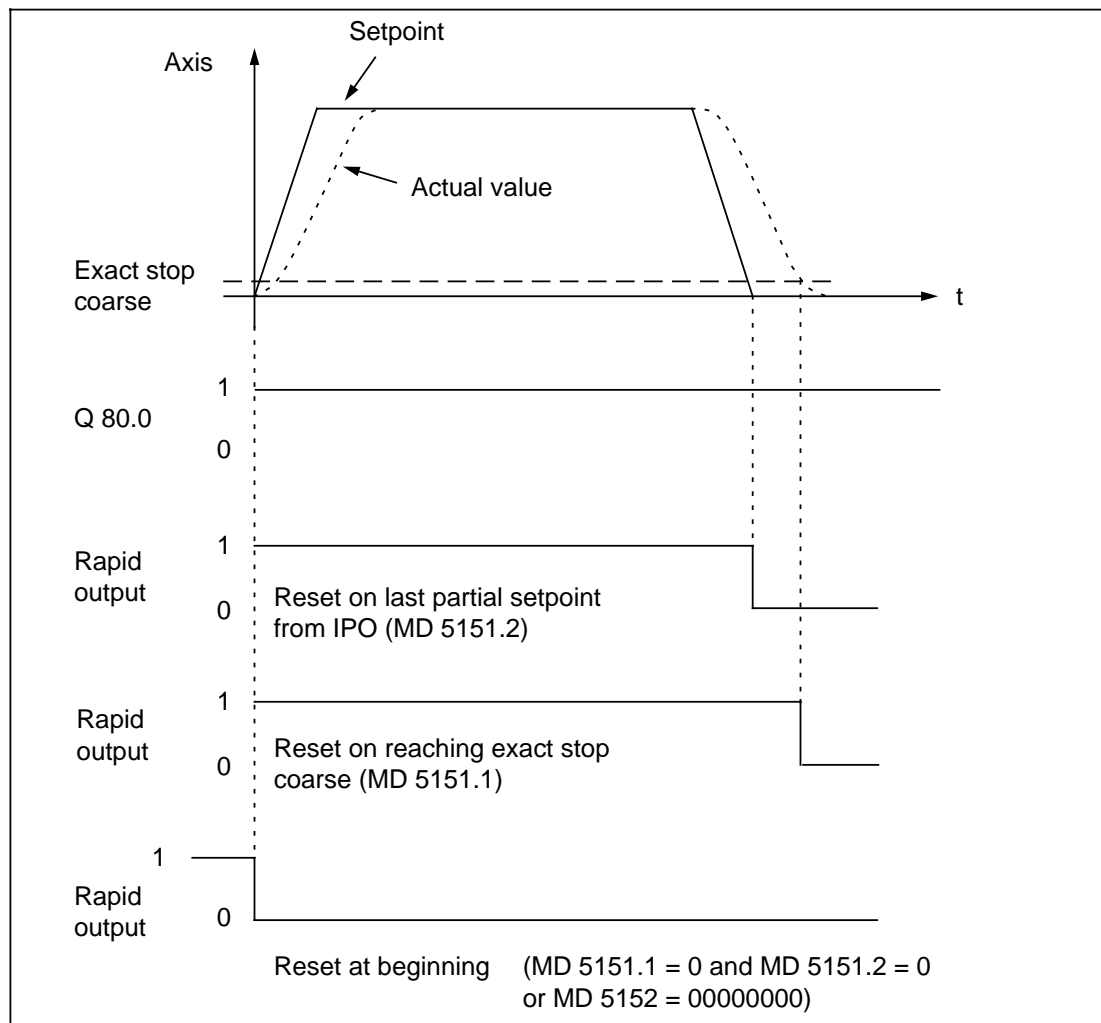 Setpoint
Axis
Actual value
Exact stop
coarse
t
1
Q 80.0
0
1
Rapid
output
0
Reset on last partial setpoint
from IPO (MD 5151.2)
1
Rapid
output
0
Reset on reaching exact stop
coarse (MD 5151.1)
1
Rapid
output
0
Reset at beginning (MD 5151.1 = 0 and MD 5151.2 = 0
or MD 5152 = 00000000)